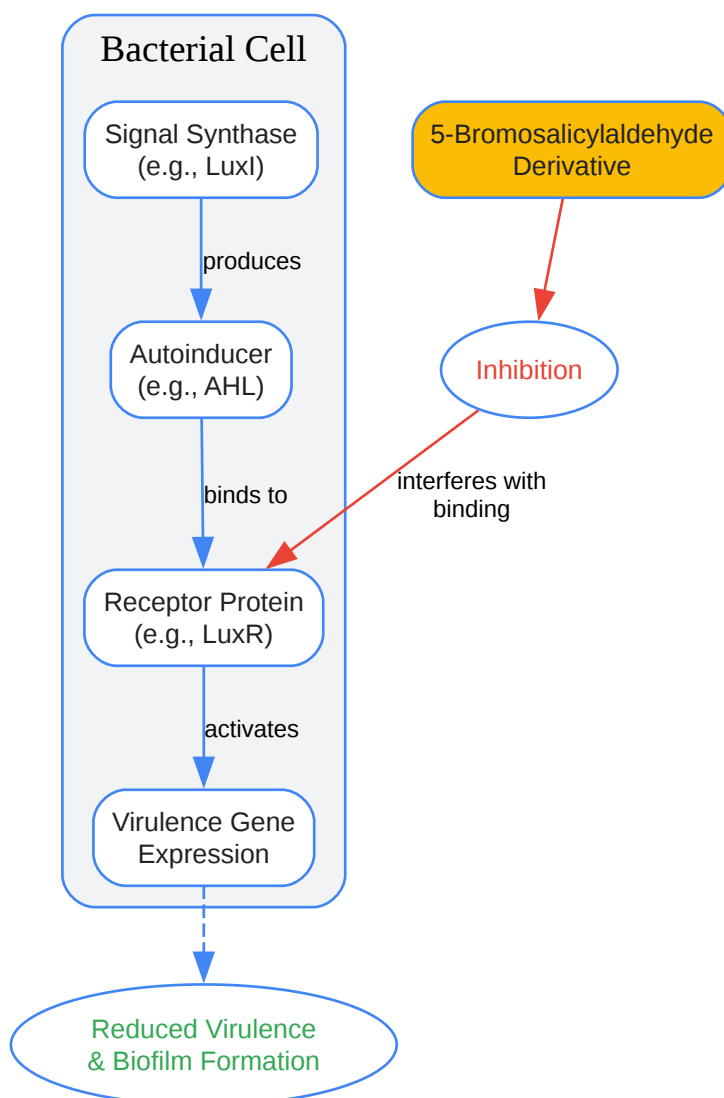 Bacterial Cell
Signal Synthase
(e.g., LuxI)
5-Bromosalicylaldehyde
Derivative
produces
Autoinducer
(e.g., AHL)
Inhibition
binds to
interferes with
binding
Receptor Protein
(e.g., LuxR)
activates
Virulence Gene
Expression
Reduced Virulence
& Biofilm Formation